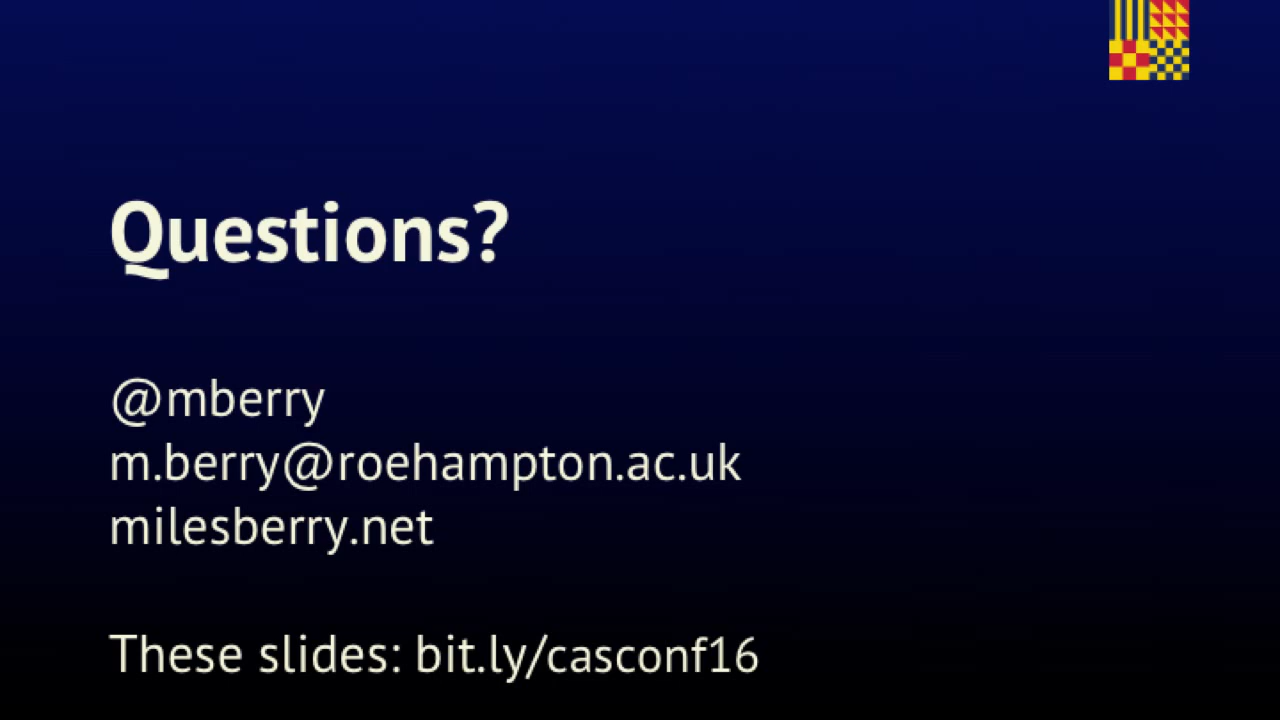 Questions?
@mberry
m.berry@roehampton.ac.uk
milesberry.net
These slides: bit.ly/casconf16